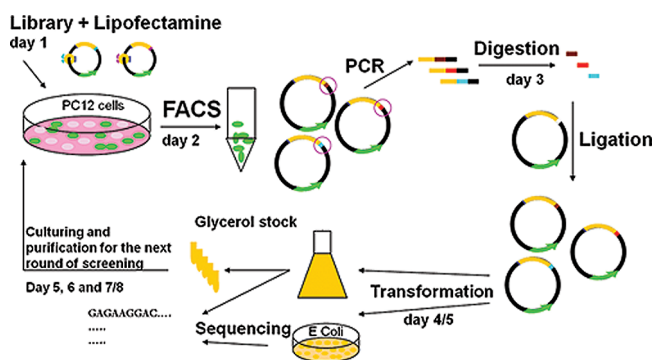 Library + Lipofectamine
day 1
PC12 cells
FACS
day 2
PCR
Digestion
day 3
Ligation
Transformation
day 4/5
Glycerol stock
Culturing and
purification for the next
round of screening
Day 5, 6 and 7/8
GAGAAGGAC....
.....
.....
Sequencing
E Coli